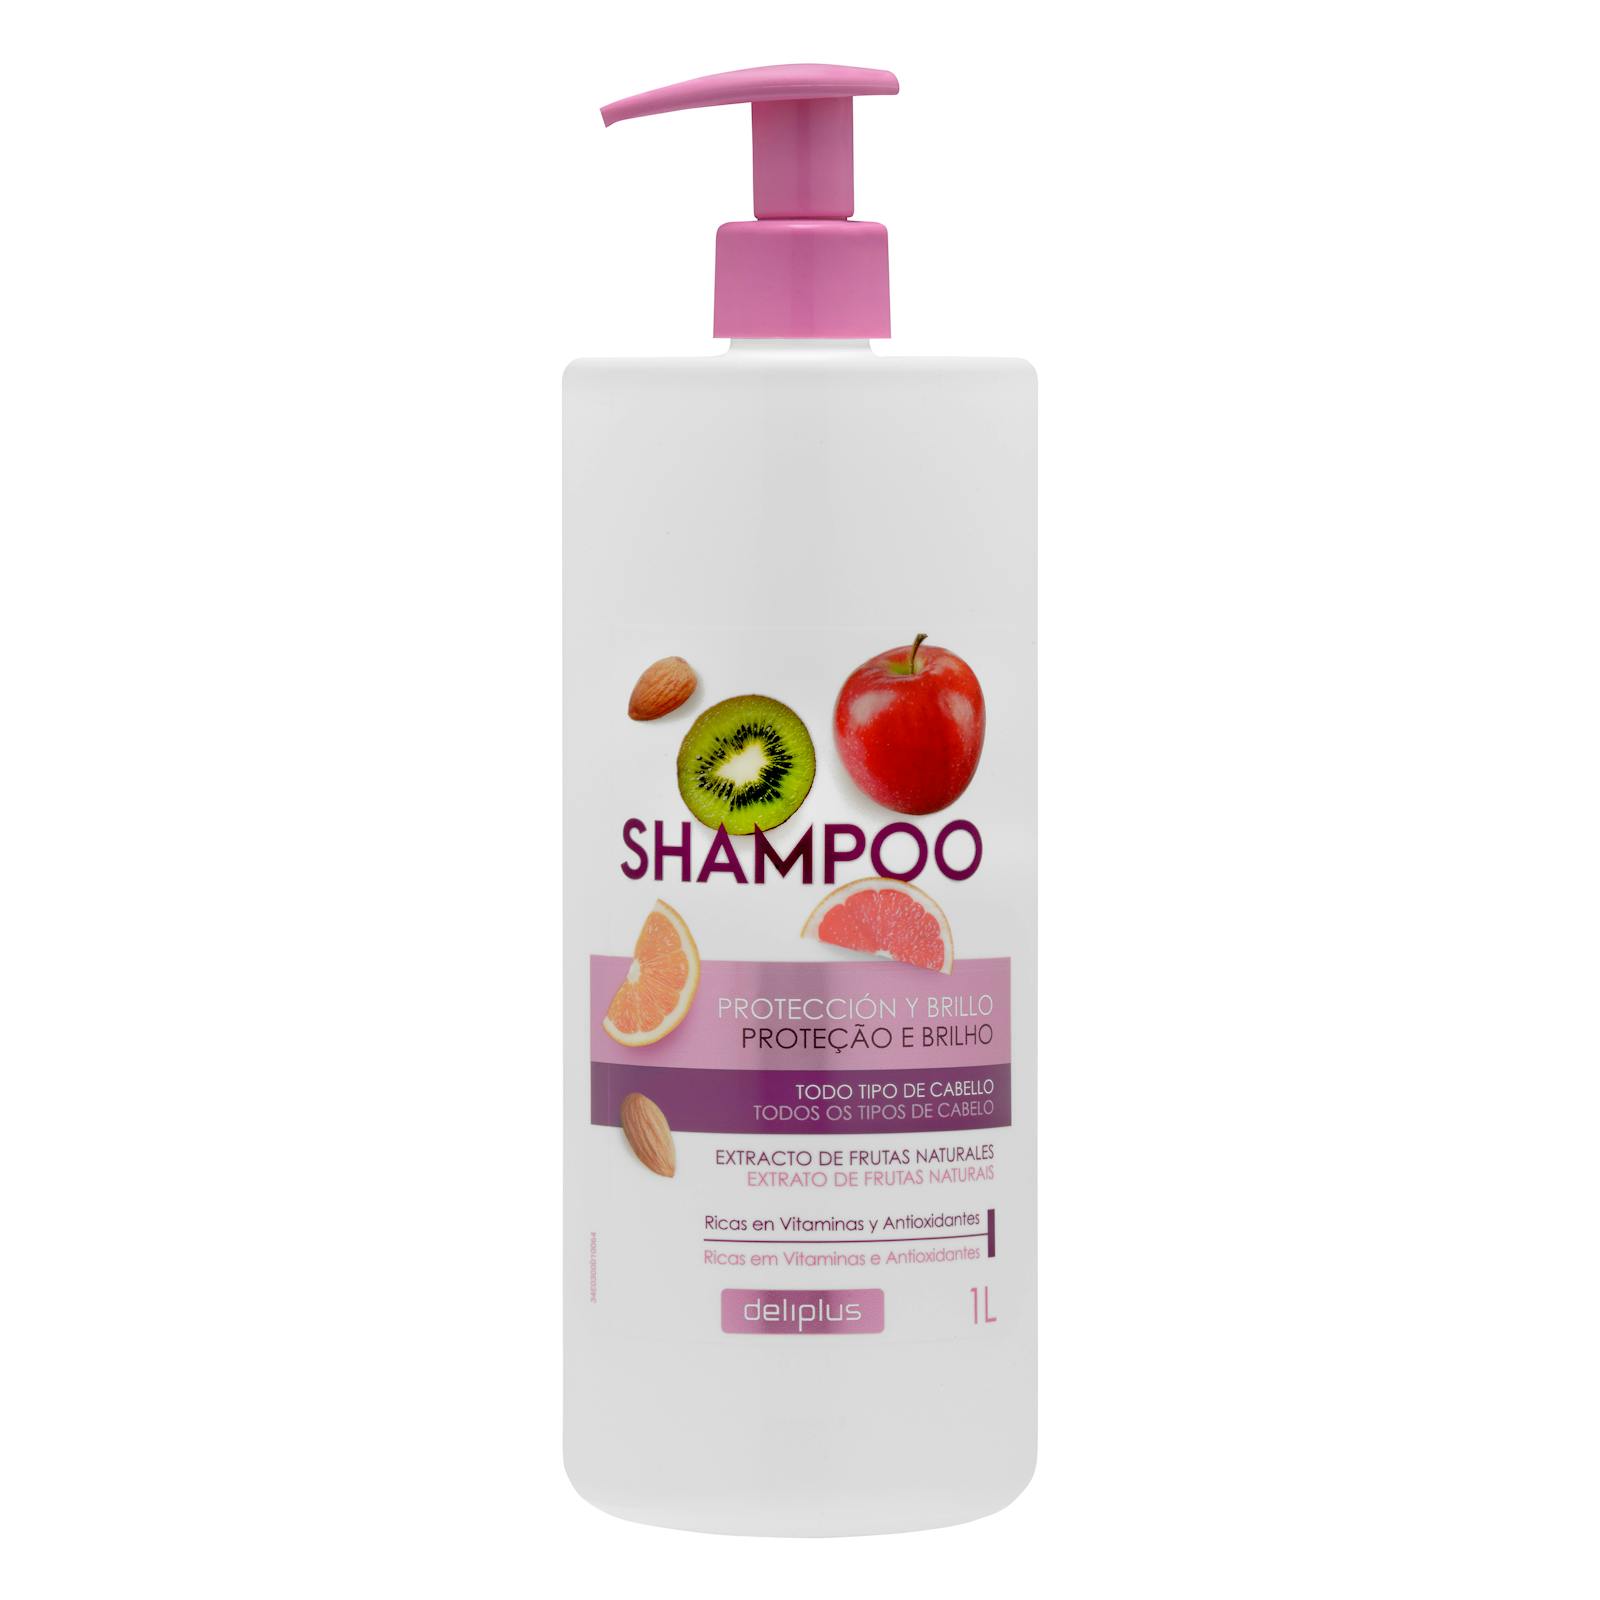 SHAMPOO
PROTECCIÓN Y BRILLO
PROTEÇÃO E BRILHO
TODO TIPO DE CABELLO
TODOS OS TIPOS DE CABELO
EXTRACTO DE FRUTAS NATURALES
EXTRATO DE FRUTAS NATURAIS
Ricas en Vitaminas y Antioxidantes
Ricas em Vitaminas e Antioxidantes
deliplus
1L